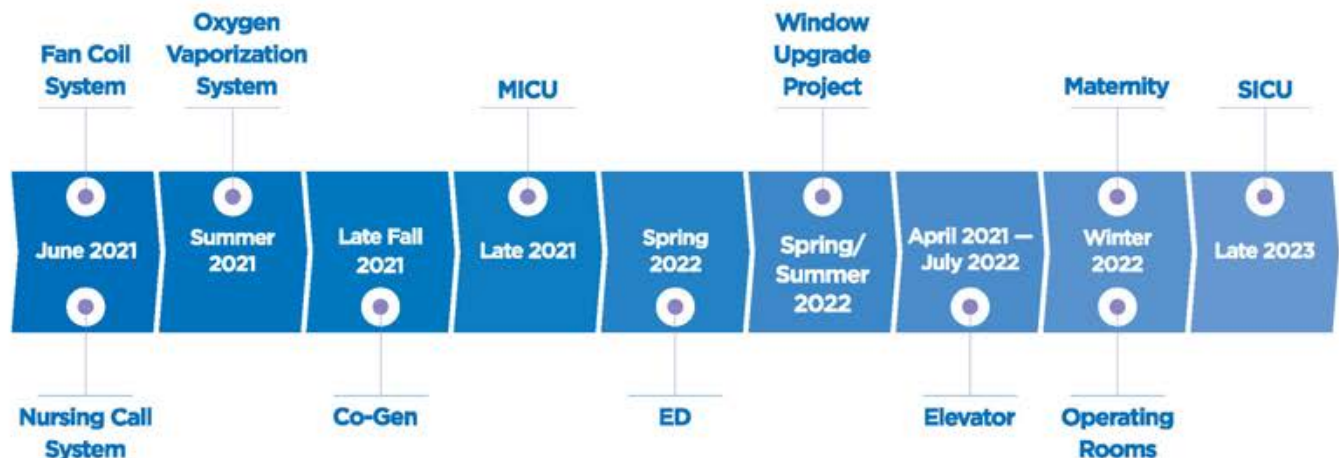 Fan Coil
System
Oxygen
Vaporization
System
MICU
Window
Upgrade
Project
Maternity
SICU
June 2021
Summer
2021
Late Fall
2021
Late 2021
Spring
2022
Spring/
Summer
2022
April 2021 —
July 2022
Winter
2022
Late 2023
Nursing Call
System
Co-Gen
ED
Elevator
Operating
Rooms